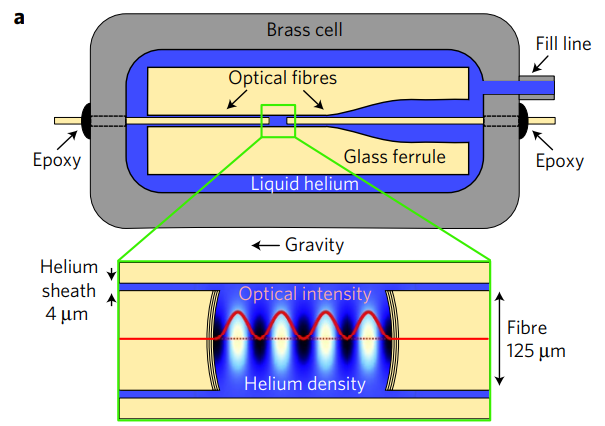 a
Brass cell
Fill line
Optical fibres
Epoxy
Glass ferrule
Epoxy
Liquid helium
← Gravity
Helium
sheath
4 µm
Optical intensity
Fibre
125 µm
Helium density